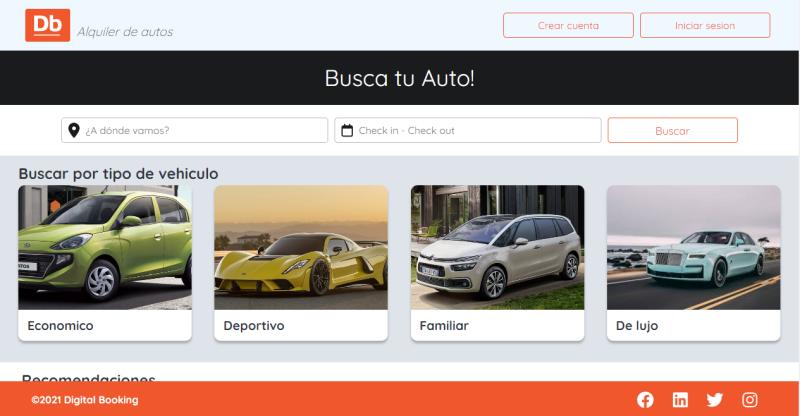 Db
Alquiler de autos
Crear cuenta
Iniciar sesion
Busca tu Auto!
¿A dónde vamos?
Check in - Check out
Buscar
Buscar por tipo de vehiculo
Economico
Deportivo
Familiar
De lujo
Recomendaciones
©2021 Digital Booking